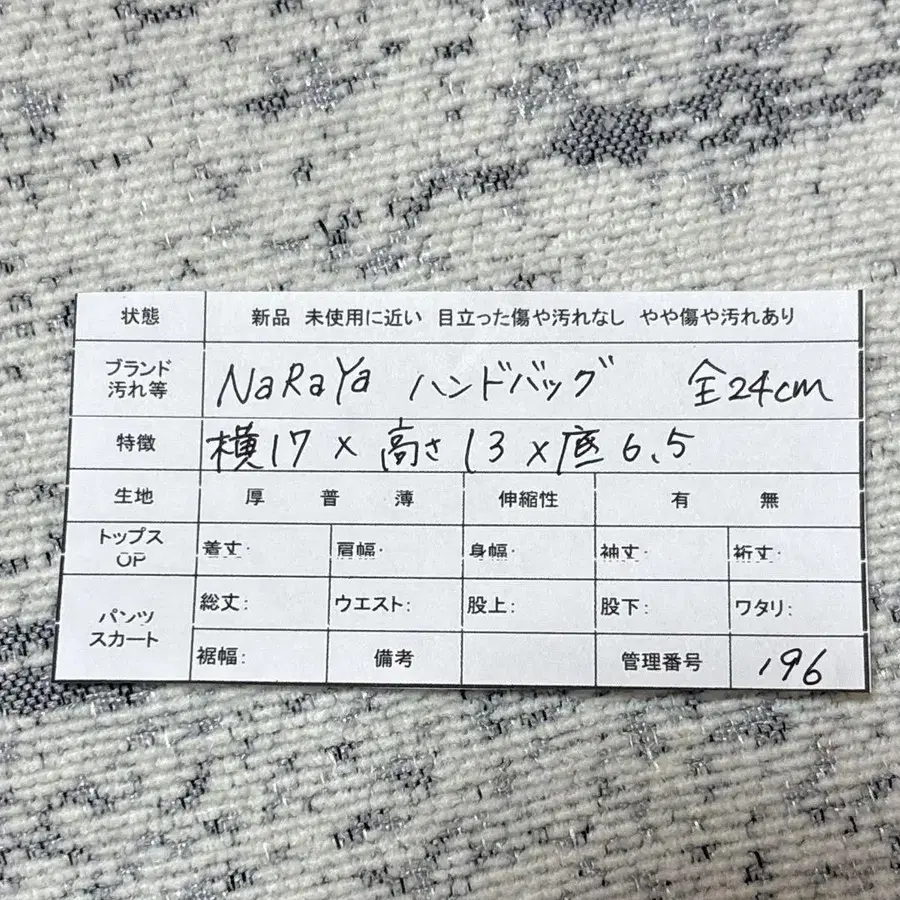 状態 新品 未使用に近い 目立った傷や汚れなし やや傷や汚れあり
ブランド
汚れ等
NaRaYa ハンドバッグ 全24cm
特徴 横17×高さ13×底6.5
生地 厚 普 薄 伸縮性 有 無
トップス
OP
着丈: 肩幅: 身幅: 袖丈: 裄丈:
パンツ
スカート
総丈: ウエスト: 股上: 股下: ワタリ:
裾幅: 備考 管理番号 196